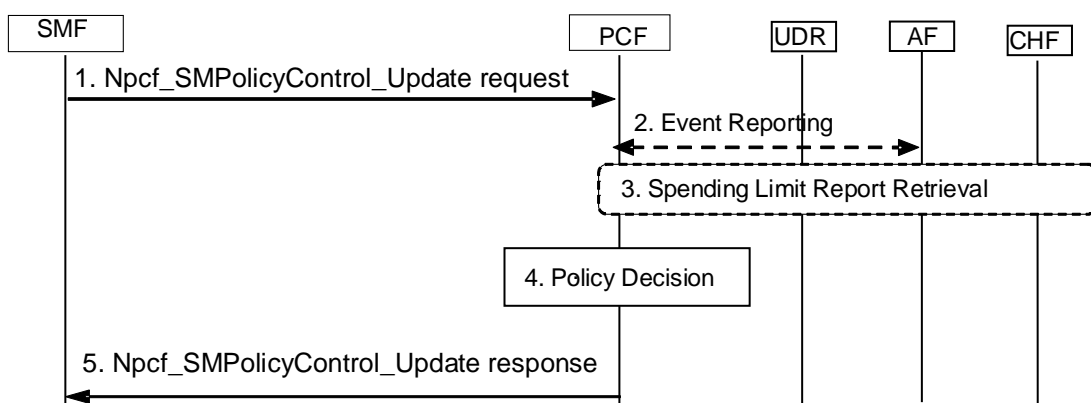 SMF
PCF
UDR
AF
CHF
1. Npcf_SMPolicyControl_Update request
2. Event Reporting
3. Spending Limit Report Retrieval
4. Policy Decision
5. Npcf_SMPolicyControl_Update response